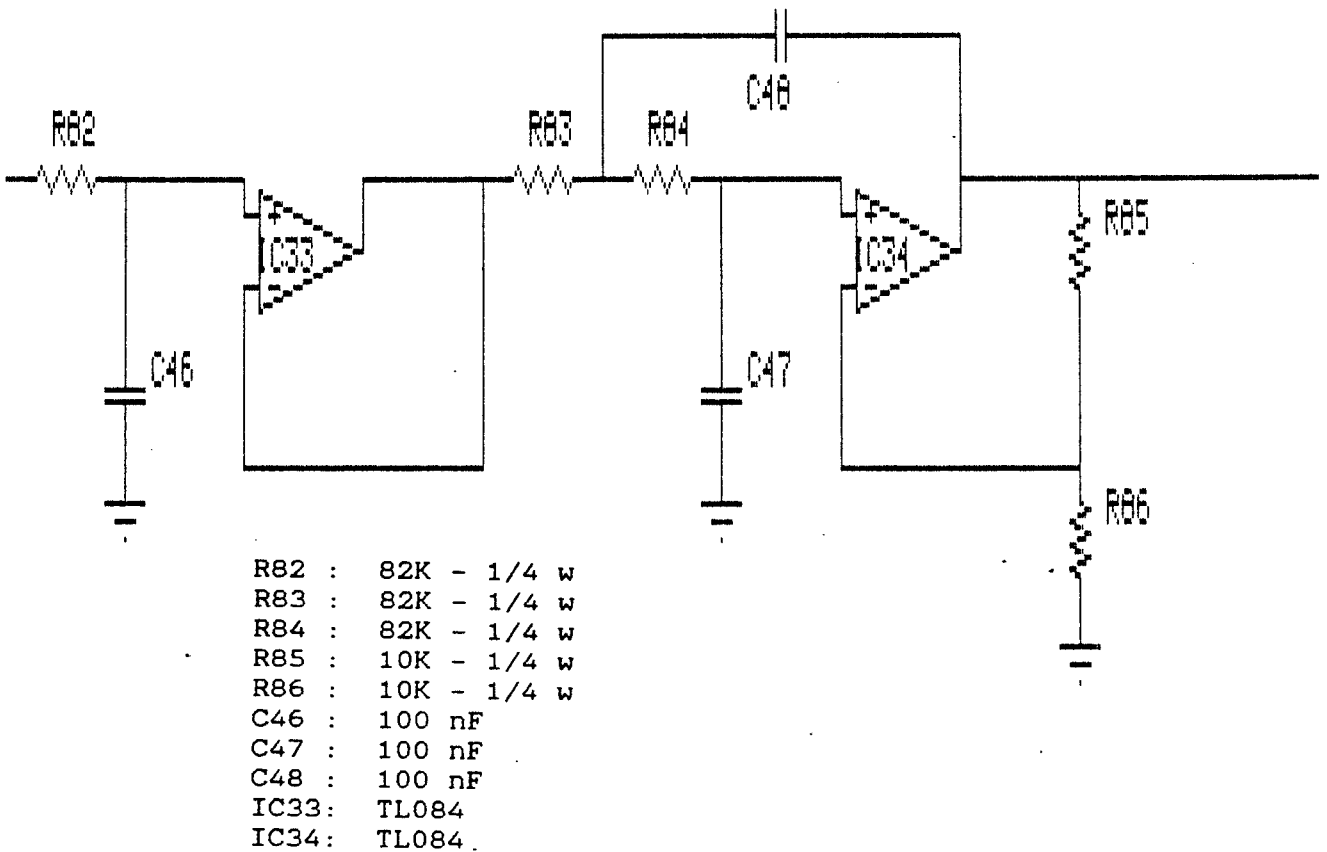 C48
R82
R83
R84
R85
+
IC33
-
+
IC34
-
C46
C47
R86
R82 : 82K - 1/4 w
R83 : 82K - 1/4 w
R84 : 82K - 1/4 w
R85 : 10K - 1/4 w
R86 : 10K - 1/4 w
C46 : 100 nF
C47 : 100 nF
C48 : 100 nF
IC33: TL084
IC34: TL084